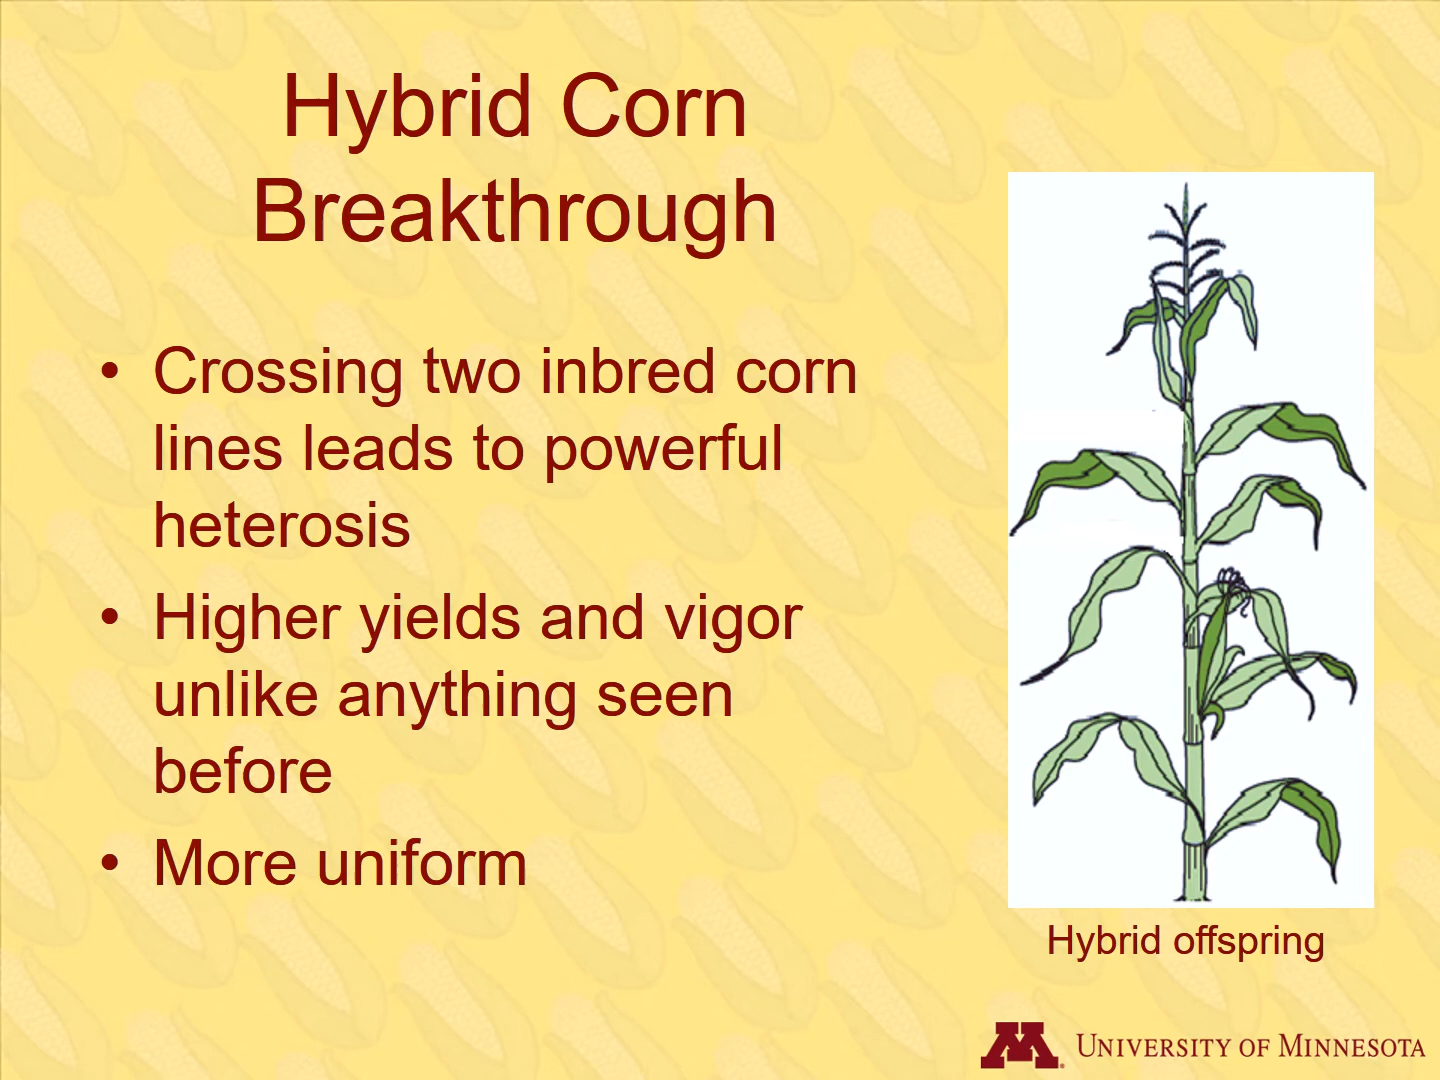 Hybrid Corn
Breakthrough
• Crossing two inbred corn
lines leads to powerful
heterosis
• Higher yields and vigor
unlike anything seen
before
• More uniform
Hybrid offspring
M
UNIVERSITY OF MINNESOTA